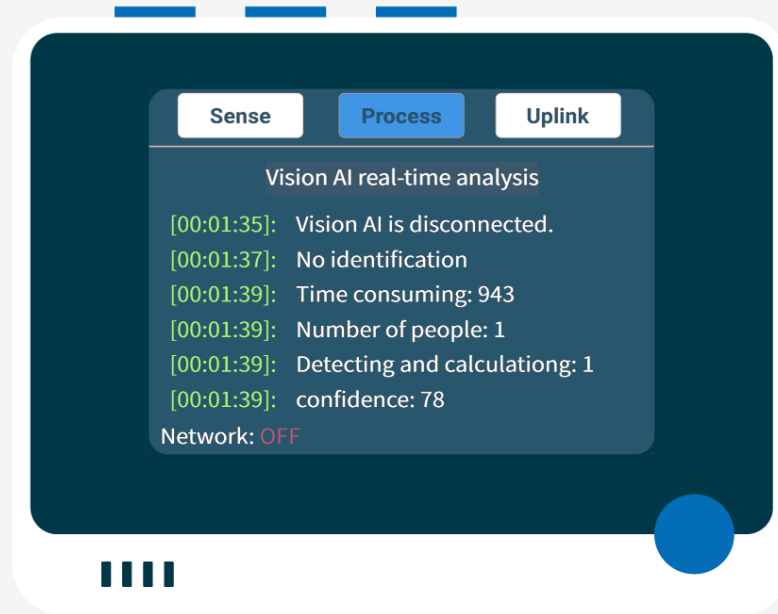 Sense Process Uplink
Vision AI real-time analysis
[00:01:35]: Vision AI is disconnected.
[00:01:37]: No identification
[00:01:39]: Time consuming: 943
[00:01:39]: Number of people: 1
[00:01:39]: Detecting and calculationg: 1
[00:01:39]: confidence: 78
Network: OFF